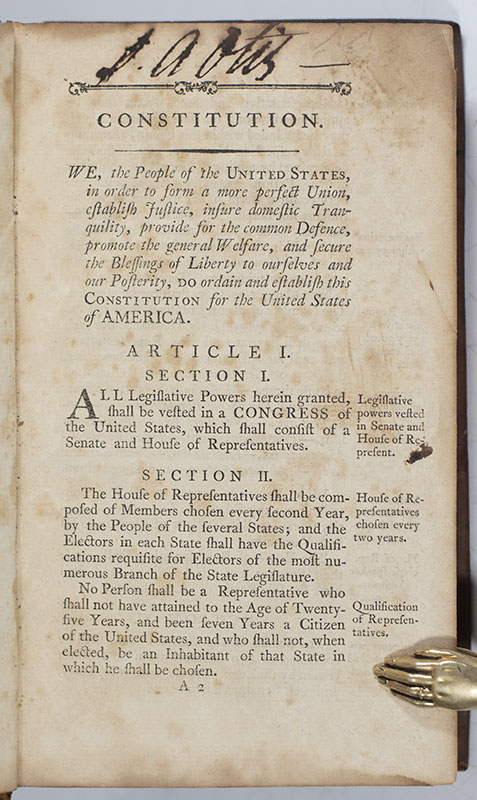 S. A Otis
CONSTITUTION.
WE, the People of the UNITED STATES,
in order to form a more perfect Union,
eſtabliſh Juſtice, inſure domeſtic Tran-
quility, provide for the common Defence,
promote the general Welfare, and ſecure
the Bleſſings of Liberty to ourſelves and
our Poſterity, DO ordain and eſtabliſh this
CONSTITUTION for the United States
of AMERICA.
ARTICLE I.
SECTION I.
ALL Legiſlative Powers herein granted,
ſhall be veſted in a CONGRESS of
the United States, which ſhall conſiſt of a
Senate and Houſe of Repreſentatives.
Legiſlative
powers veſted
in Senate and
Houſe of Re-
preſent.
SECTION II.
The Houſe of Repreſentatives ſhall be com-
poſed of Members choſen every ſecond Year,
by the People of the ſeveral States; and the
Electors in each State ſhall have the Qualifi-
cations requiſite for Electors of the moſt nu-
merous Branch of the State Legiſlature.
Houſe of Re-
preſentatives
choſen every
two years.
No Perſon ſhall be a Repreſentative who
ſhall not have attained to the Age of Twenty-
five Years, and been ſeven Years a Citizen
of the United States, and who ſhall not, when
elected, be an Inhabitant of that State in
which he ſhall be choſen.
Qualification
of Repreſen-
tatives.
A 2